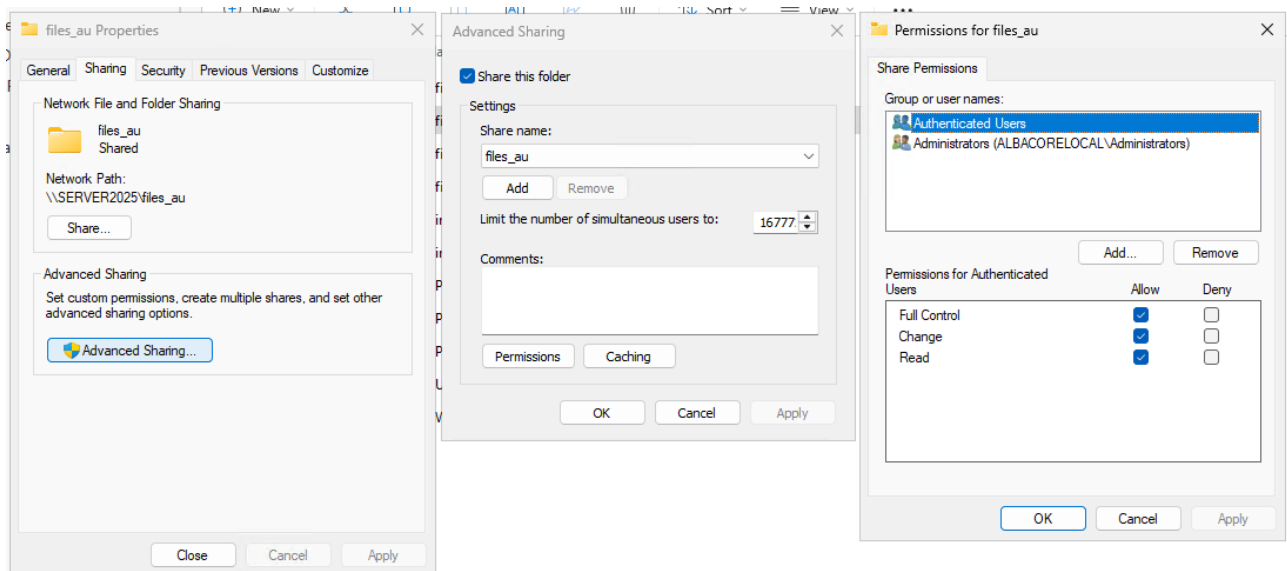 New
Sort
View
files_au Properties
General Sharing Security Previous Versions Customize
Network File and Folder Sharing
files_au
Shared
Network Path:
\\SERVER2025\files_au
Share...
Advanced Sharing
Set custom permissions, create multiple shares, and set other
advanced sharing options.
Advanced Sharing...
Close Cancel Apply
Advanced Sharing
Share this folder
Settings
Share name:
files_au
Add Remove
Limit the number of simultaneous users to: 16777
Comments:
Permissions Caching
OK Cancel Apply
Permissions for files_au
Share Permissions
Group or user names:
Authenticated Users
Administrators (ALBACORELOCAL\Administrators)
Add... Remove
Permissions for Authenticated
Users Allow Deny
Full Control
Change
Read
OK Cancel Apply